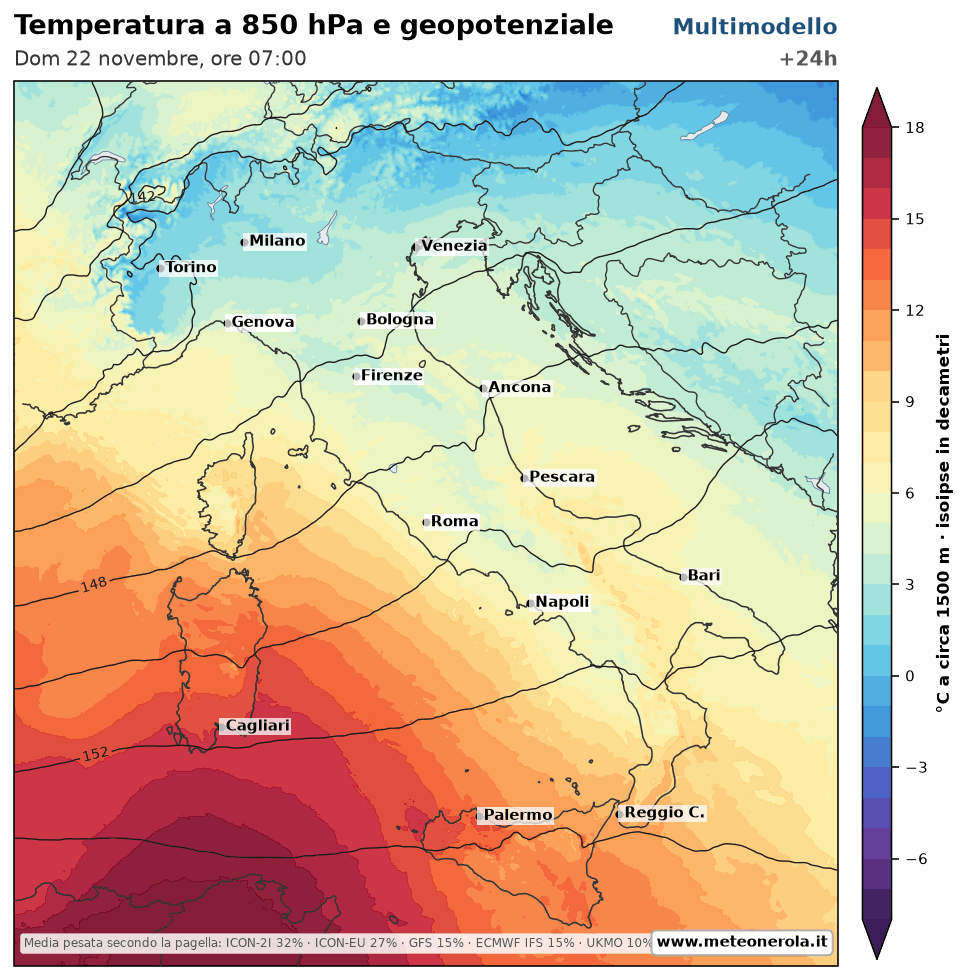 Temperatura a 850 hPa e geopotenziale
Multimodello
Dom 22 novembre, ore 07:00
+24h
142
Milano
Venezia
Torino
Genova
Bologna
Firenze
Ancona
Pescara
Roma
Bari
148
Napoli
Cagliari
152
Palermo
Reggio C.
18
15
12
9
6
3
0
−3
−6
°C a circa 1500 m · isoipse in decametri
Media pesata secondo la pagella: ICON-2I 32% · ICON-EU 27% · GFS 15% · ECMWF IFS 15% · UKMO 10%
www.meteonerola.it